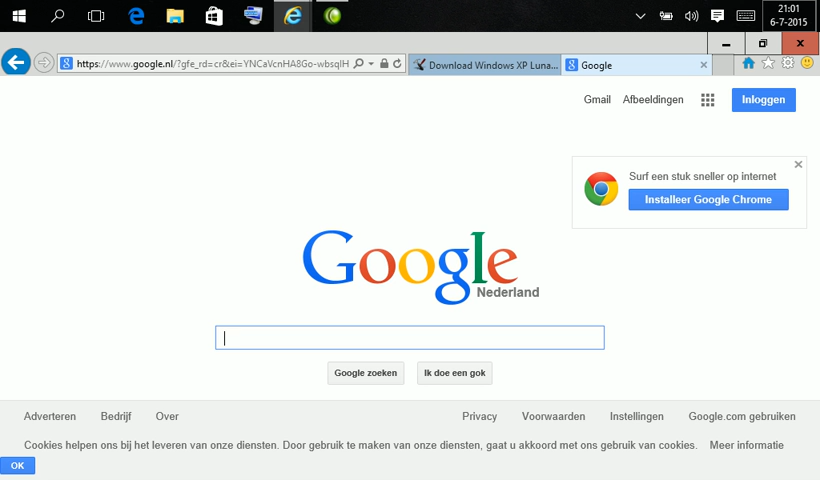 21:01
6-7-2015
https://www.google.nl/?gfe_rd=cr&ei=YNCaVcnHA8Go-wbsqIH
Download Windows XP Luna...
Google
Gmail Afbeeldingen Inloggen
Surf een stuk sneller op internet
Installeer Google Chrome
Google
Nederland
Google zoeken Ik doe een gok
Adverteren Bedrijf Over Privacy Voorwaarden Instellingen Google.com gebruiken
Cookies helpen ons bij het leveren van onze diensten. Door gebruik te maken van onze diensten, gaat u akkoord met ons gebruik van cookies. Meer informatie
OK